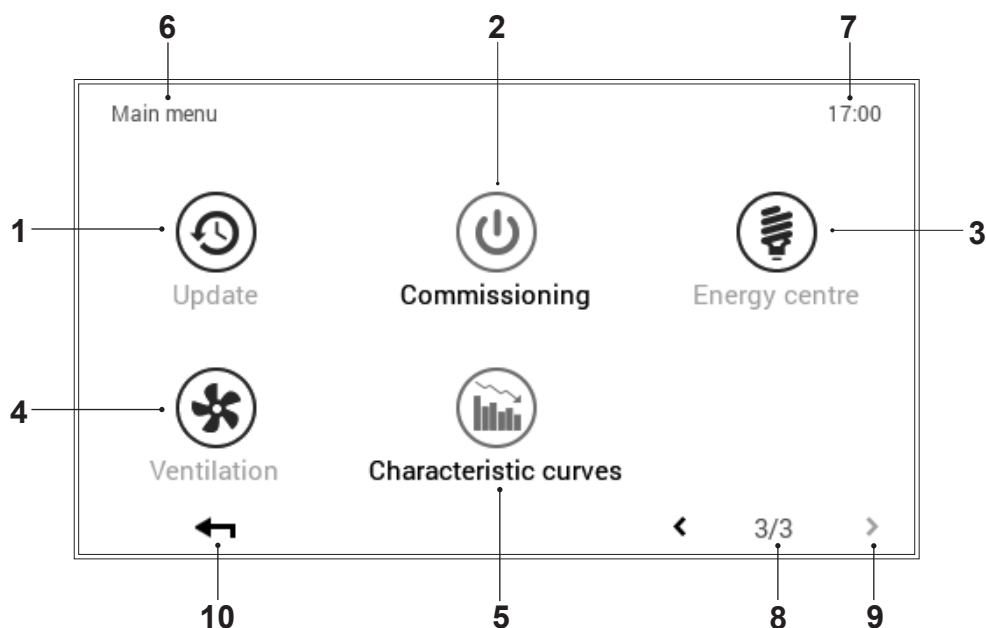 6 2 7
Main menu 17:00
1 3
Update Commissioning Energy centre
4
Ventilation Characteristic curves
3/3
10 5 8 9